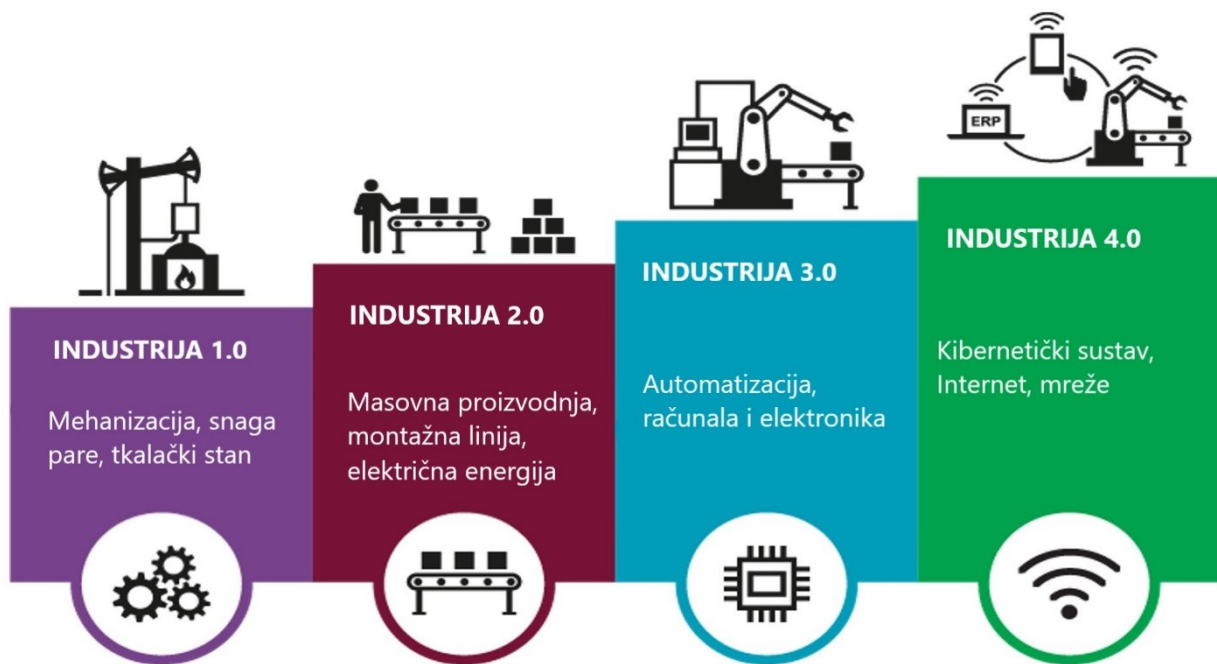 ERP
INDUSTRIJA 1.0
Mehanizacija, snaga
pare, tkalački stan
INDUSTRIJA 2.0
Masovna proizvodnja,
montažna linija,
električna energija
INDUSTRIJA 3.0
Automatizacija,
računala i elektronika
INDUSTRIJA 4.0
Kibernetički sustav,
Internet, mreže